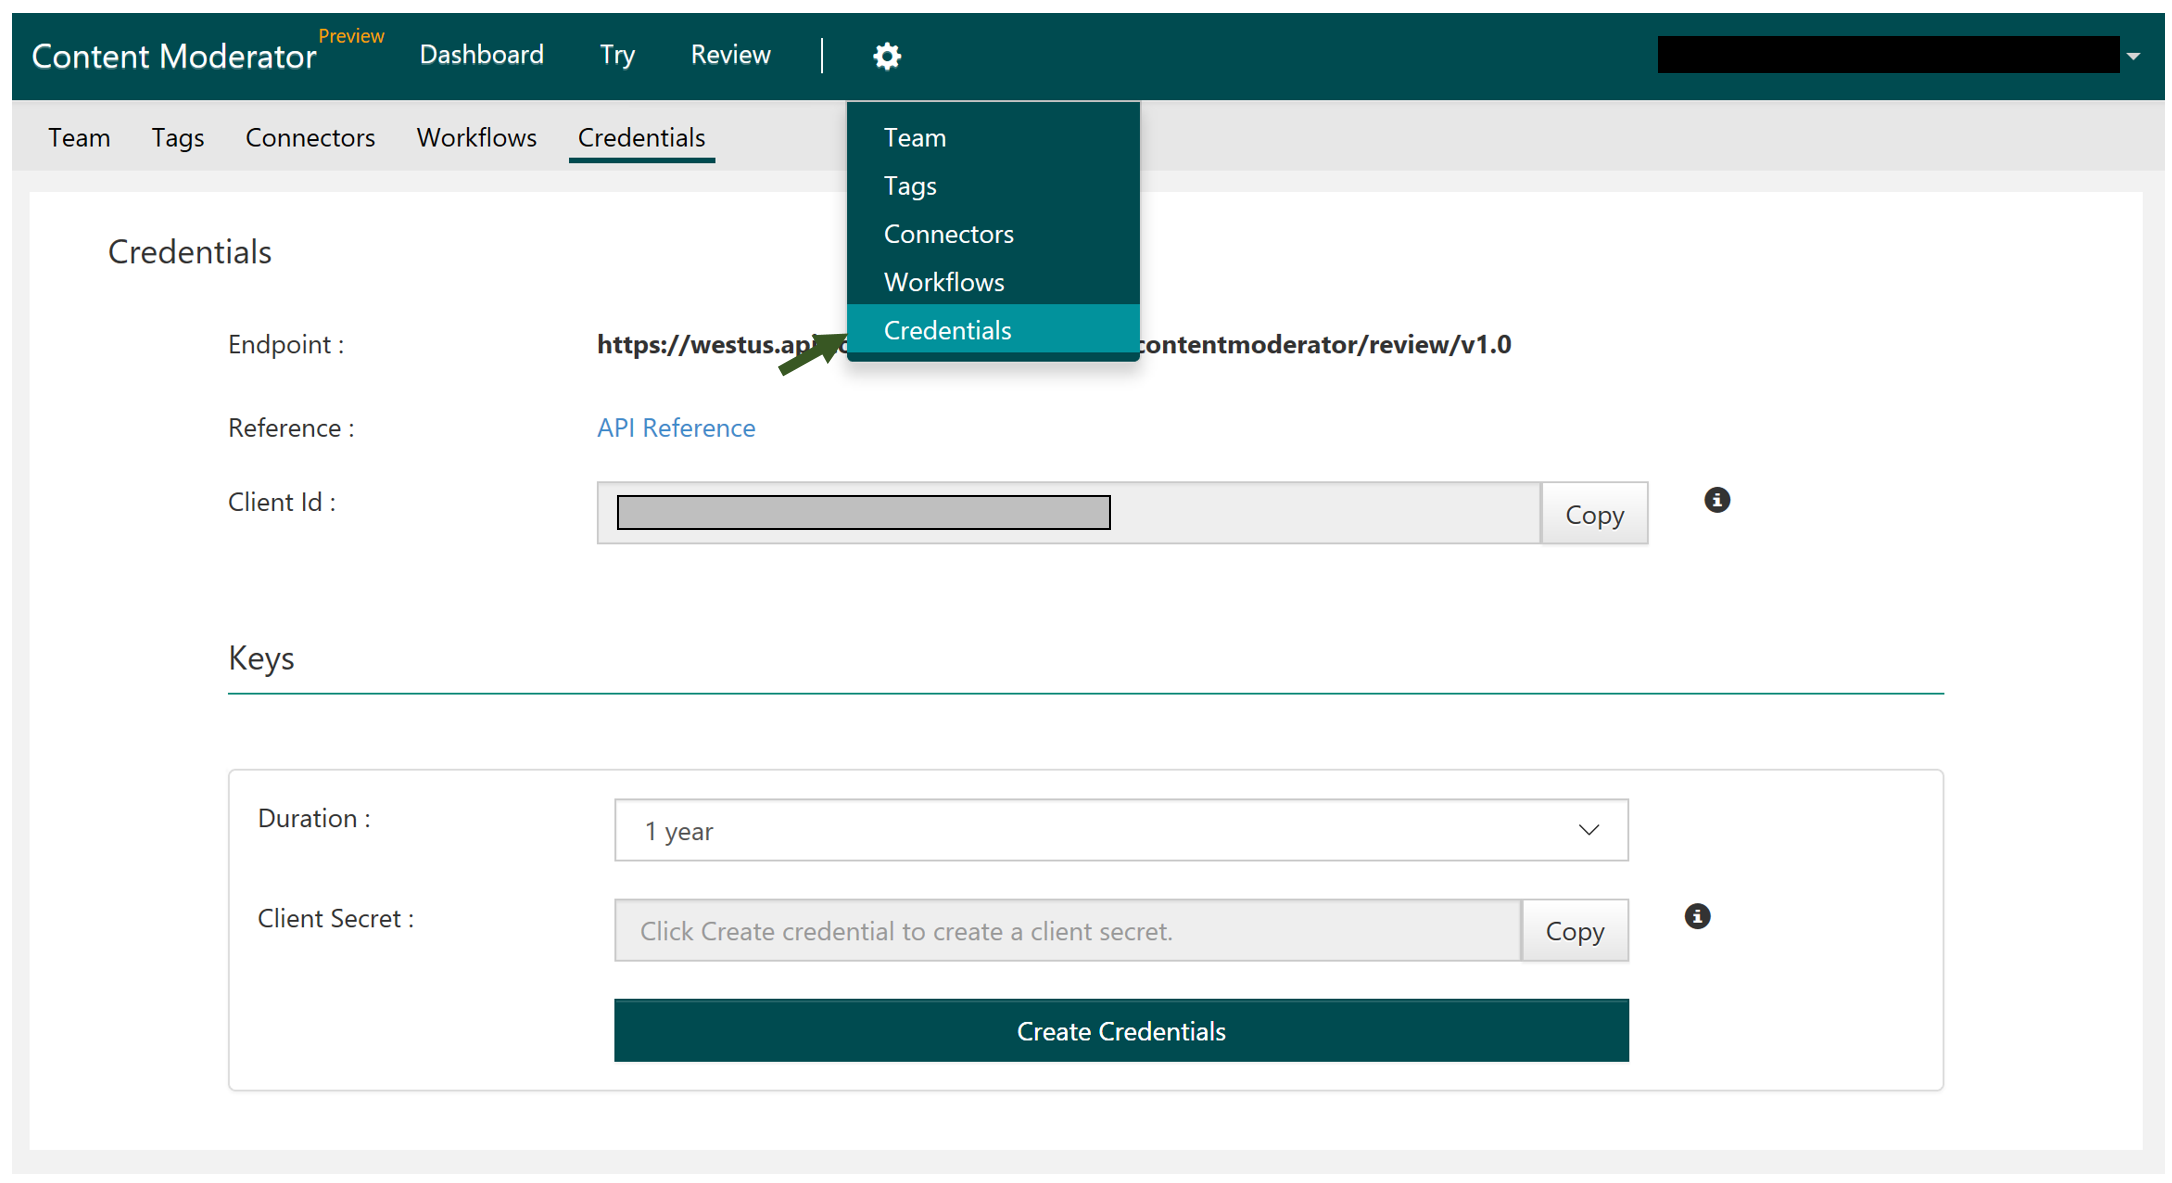 Content Moderator Preview Dashboard Try Review
Team Tags Connectors Workflows Credentials
Team
Tags
Connectors
Workflows
Credentials
Credentials
Endpoint : https://westus.api contentmoderator/review/v1.0
Reference : API Reference
Client Id : Copy
Keys
Duration : 1 year
Client Secret : Click Create credential to create a client secret. Copy
Create Credentials